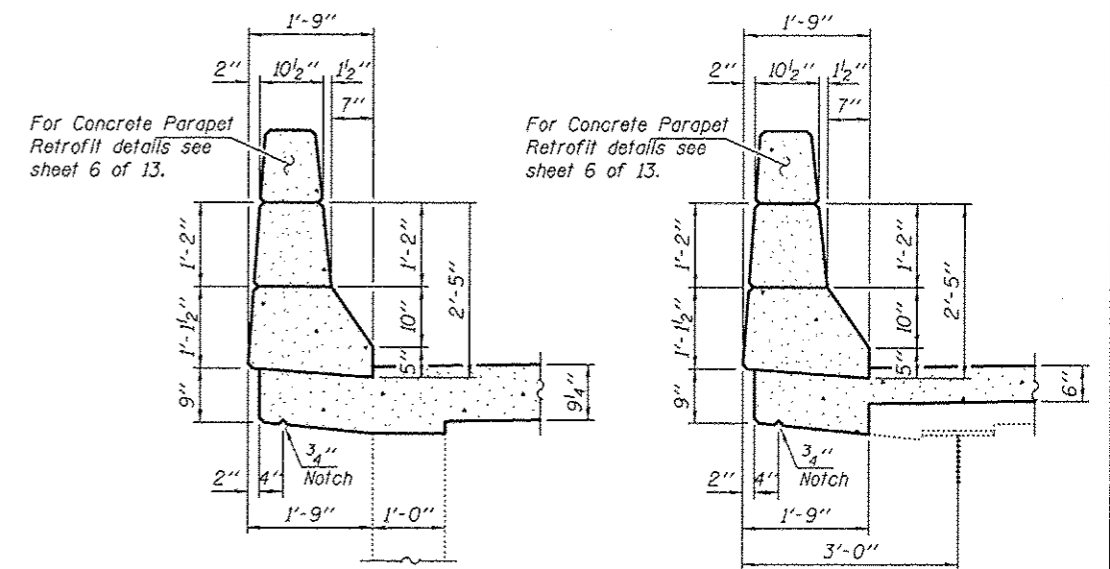 1'-9"
2" 10½" 1½"
7"
For Concrete Parapet
Retrofit details see
sheet 6 of 13.
1'-2"
1'-1½"
9"
1'-2"
10"
5"
2'-5"
9¼"
¾"
Notch
2" 4"
1'-9" 1'-0"
1'-9"
2" 10½" 1½"
7"
For Concrete Parapet
Retrofit details see
sheet 6 of 13.
1'-2"
1'-1½"
9"
1'-2"
10"
5"
2'-5"
6"
¾"
Notch
2" 4"
1'-9"
3'-0"